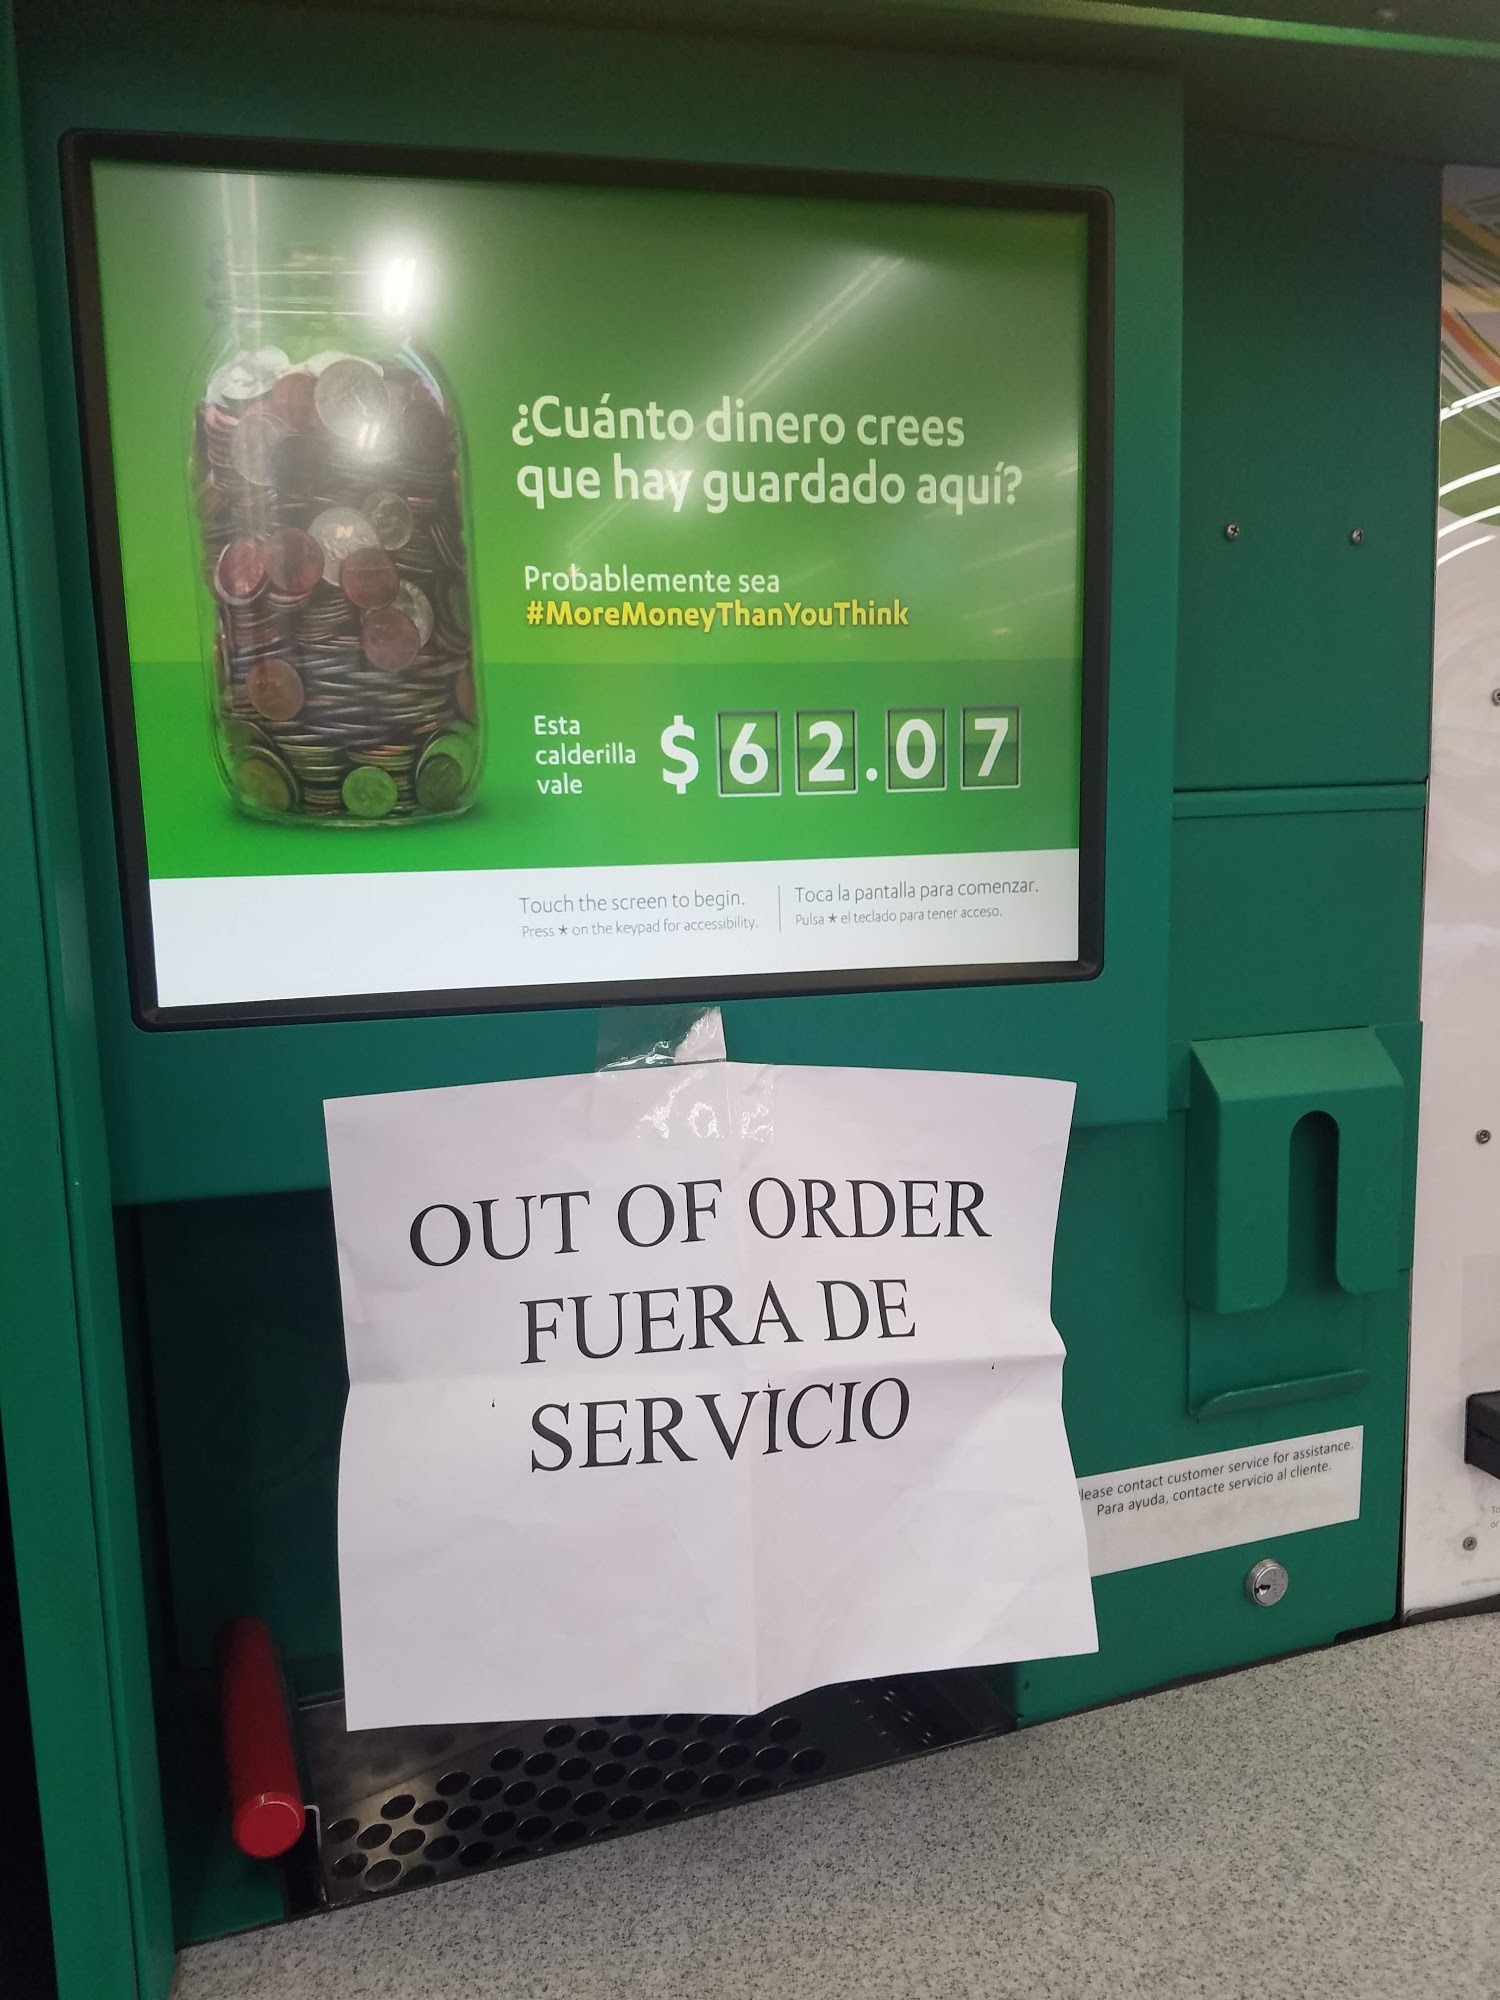 ¿Cuánto dinero crees
que hay guardado aquí?
Probablemente sea
#MoreMoneyThanYouThink
Esta
calderilla
vale
$62.07
Touch the screen to begin.
Press * on the keypad for accessibility.
Toca la pantalla para comenzar.
Pulsa * el teclado para tener acceso.
OUT OF ORDER
FUERA DE
SERVICIO
lease contact customer service for assistance.
Para ayuda, contacte servicio al cliente.